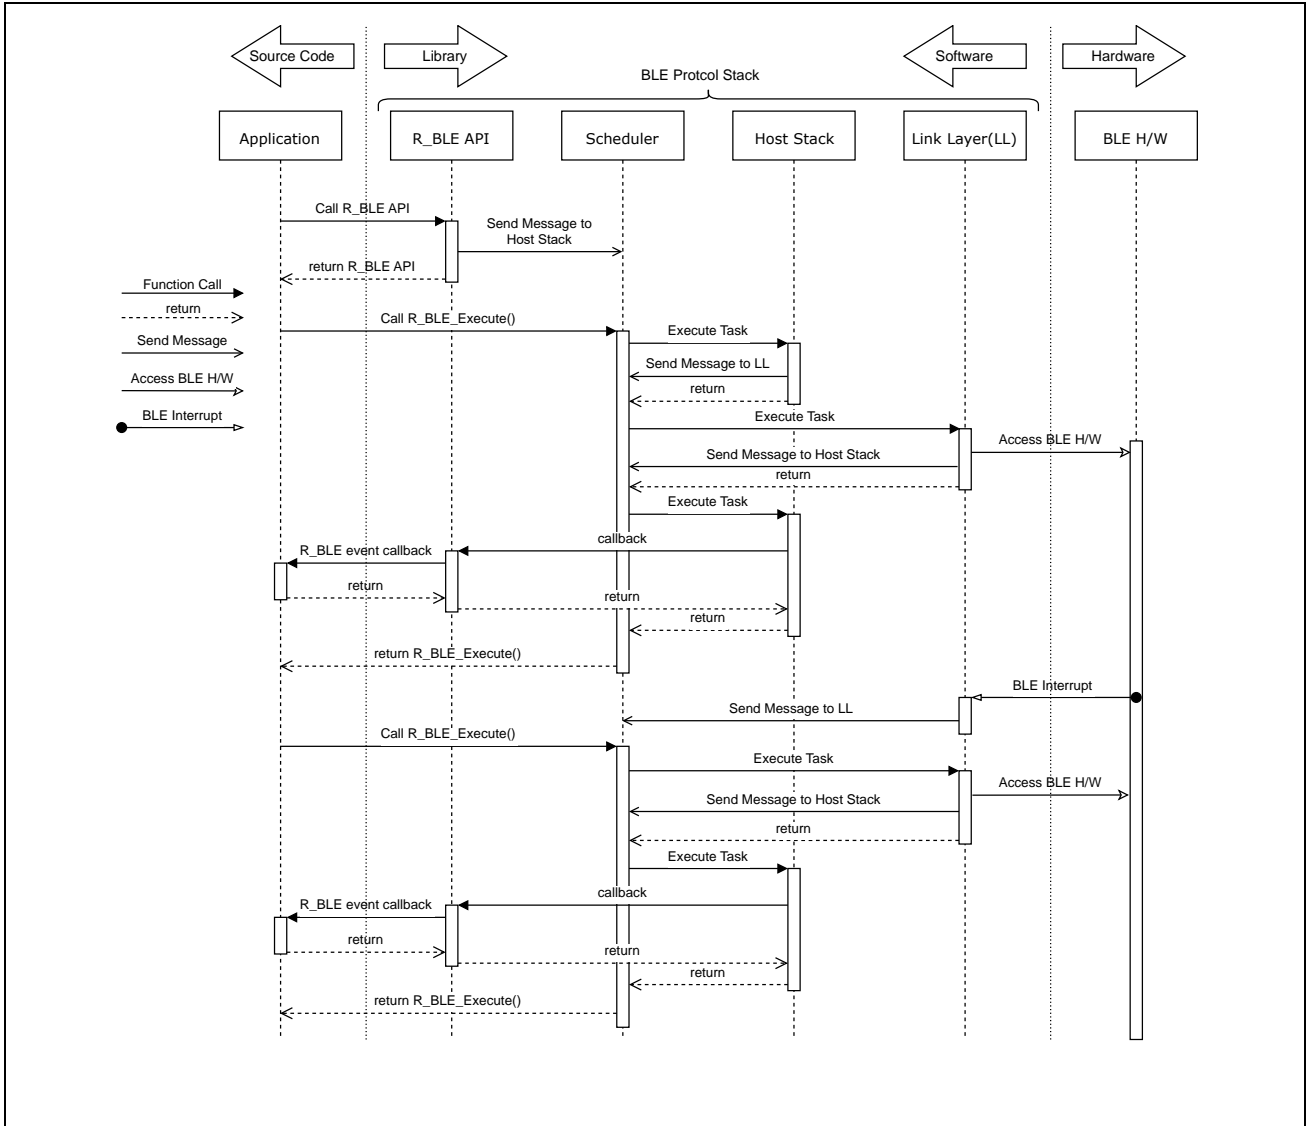 Source Code
Library
Software
Hardware
BLE Protcol Stack
Application
R_BLE API
Scheduler
Host Stack
Link Layer(LL)
BLE H/W
Call R_BLE API
Send Message to
Host Stack
return R_BLE API
Function Call
return
Send Message
Access BLE H/W
BLE Interrupt
Call R_BLE_Execute()
Execute Task
Send Message to LL
return
Execute Task
Access BLE H/W
Send Message to Host Stack
return
Execute Task
callback
R_BLE event callback
return
return
return
return R_BLE_Execute()
BLE Interrupt
Send Message to LL
Call R_BLE_Execute()
Execute Task
Access BLE H/W
Send Message to Host Stack
return
Execute Task
callback
R_BLE event callback
return
return
return
return R_BLE_Execute()